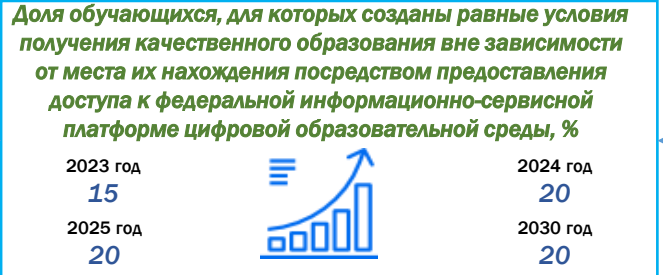 Доля обучающихся, для которых созданы равные условия
получения качественного образования вне зависимости
от места их нахождения посредством предоставления
доступа к федеральной информационно-сервисной
платформе цифровой образовательной среды, %
2023 год
15
2024 год
20
2025 год
20
2030 год
20